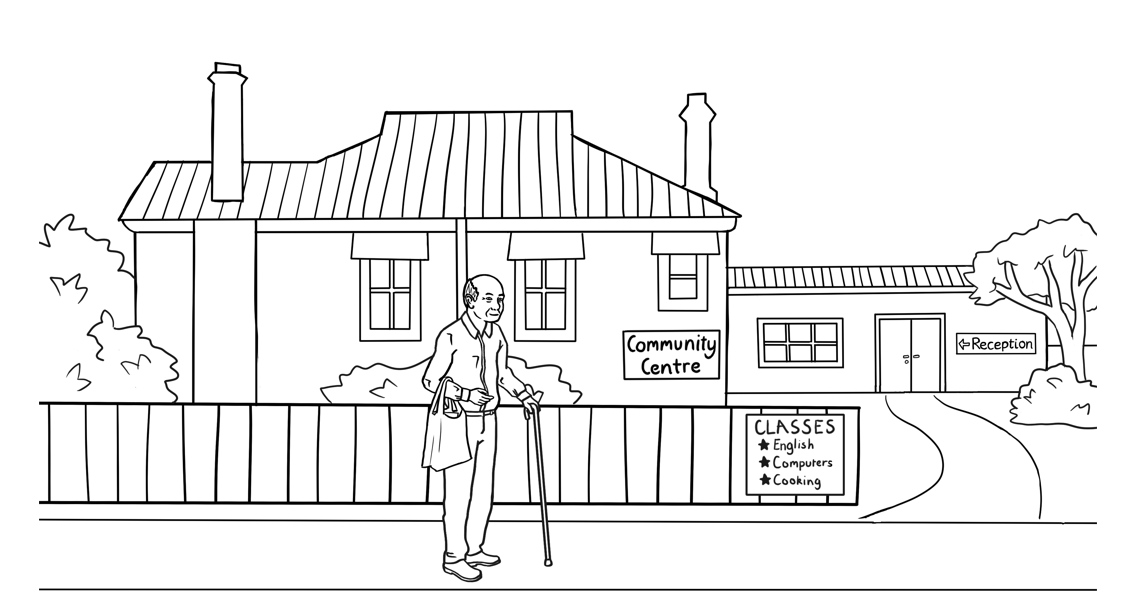 Community
Centre
⇦Reception
CLASSES
★ English
★ Computers
★ Cooking